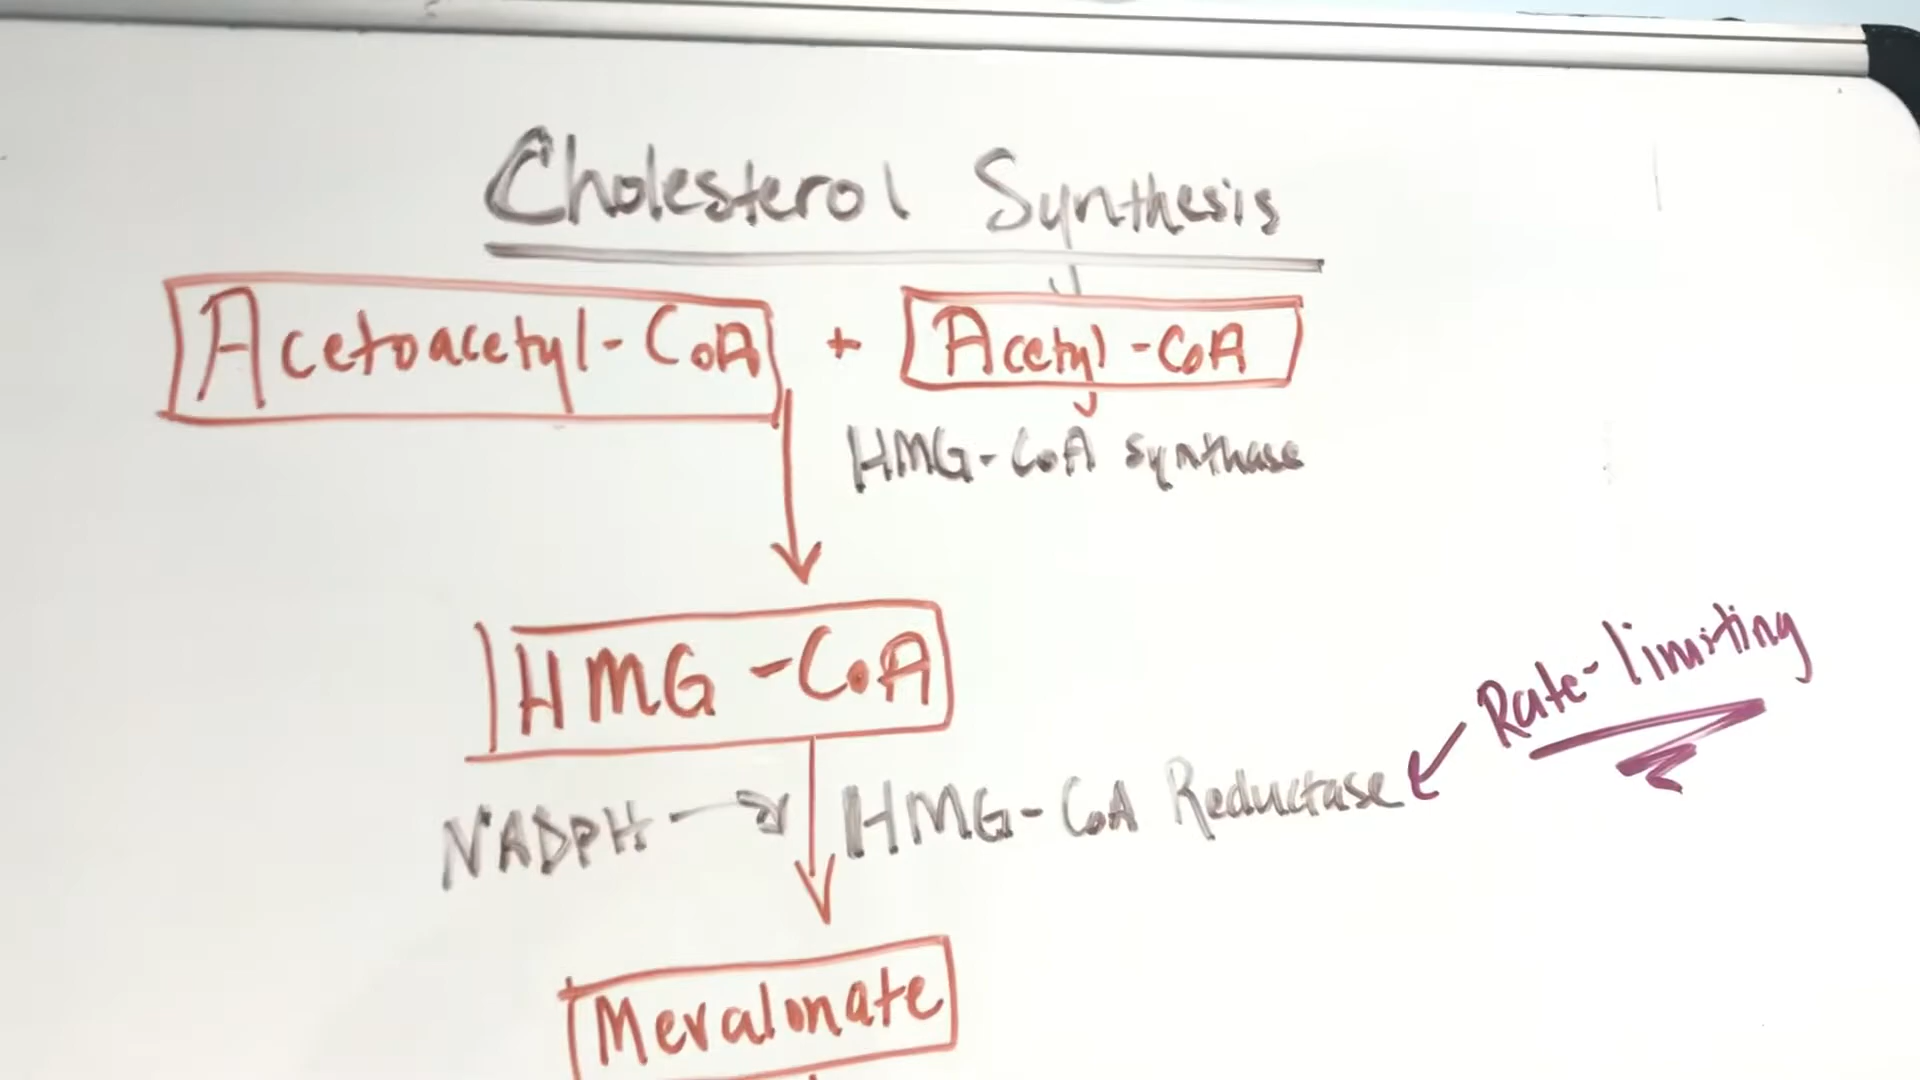 Cholesterol Synthesis
Acetoacetyl-CoA + Acetyl-CoA
HMG-CoA synthase
HMG-CoA
Rate-limiting
NADPH → HMG-CoA Reductase
Mevalonate